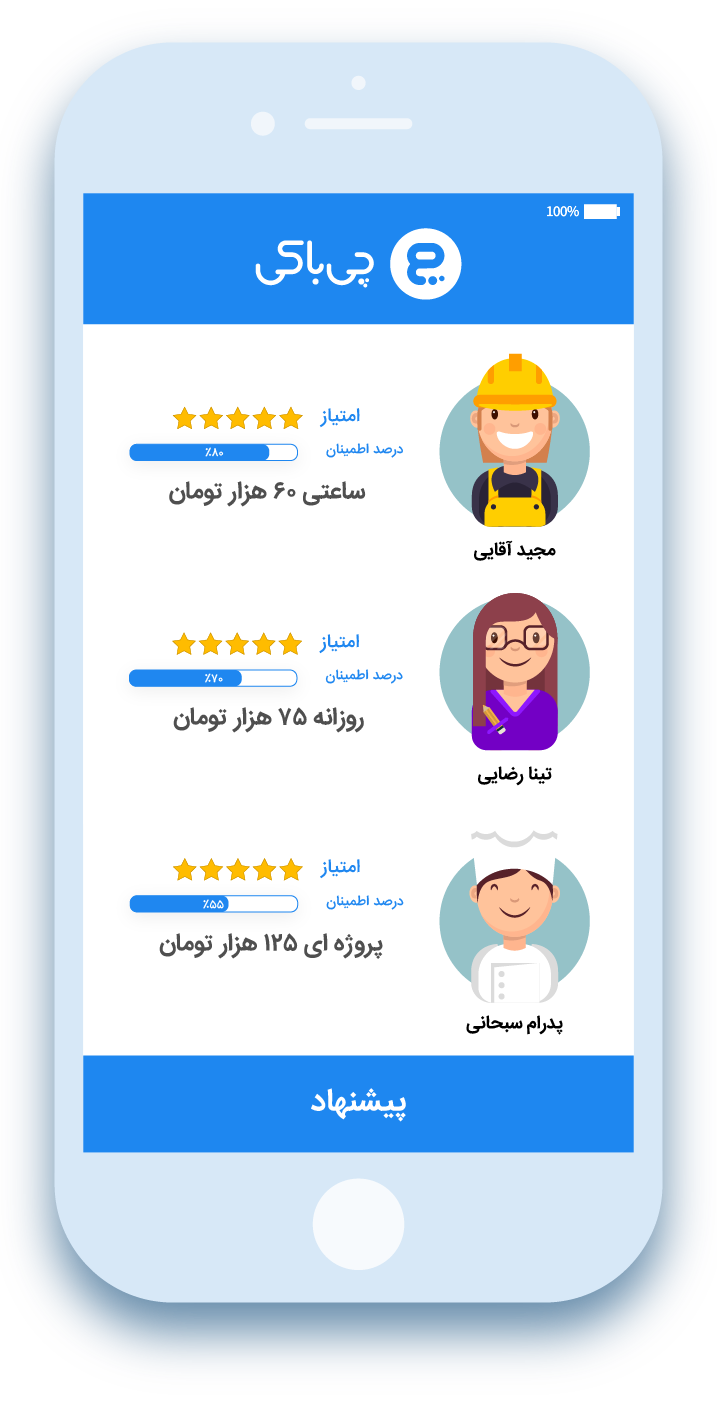 100%
چی‌باکی
امتیاز
درصد اطمینان
٪۸۰
ساعتی ۶۰ هزار تومان
مجید آقایی
امتیاز
درصد اطمینان
٪۷۰
روزانه ۷۵ هزار تومان
تینا رضایی
امتیاز
درصد اطمینان
٪۵۵
پروژه ای ۱۲۵ هزار تومان
پدرام سبحانی
پیشنهاد